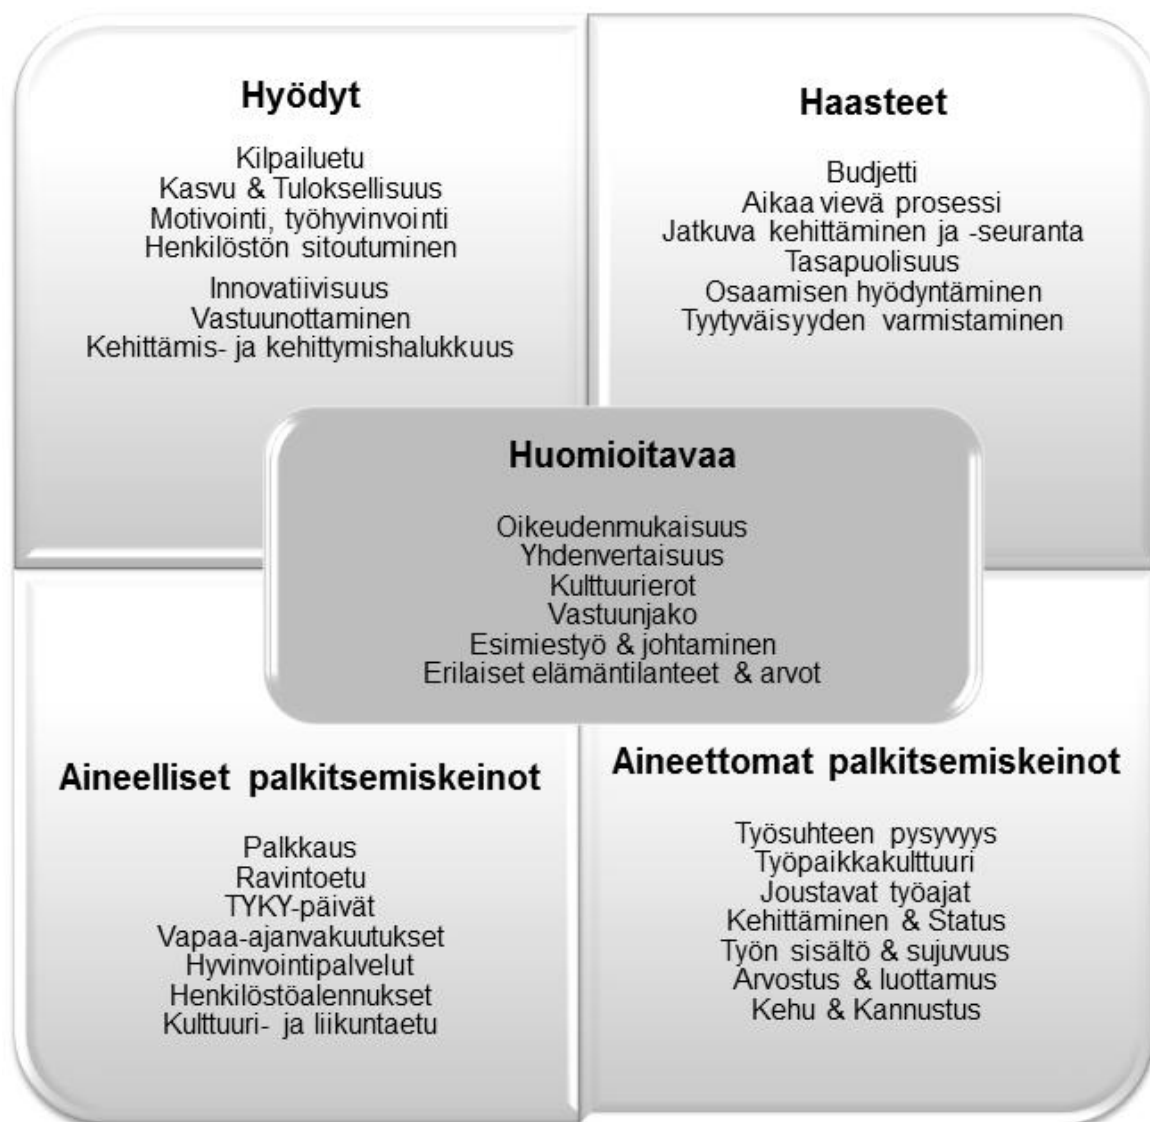 Hyödyt
Kilpailuetu
Kasvu & Tuloksellisuus
Motivointi, työhyvinvointi
Henkilöstön sitoutuminen
Innovatiivisuus
Vastuunottaminen
Kehittämis- ja kehittymishalukkuus
Haasteet
Budjetti
Aikaa vievä prosessi
Jatkuva kehittäminen ja -seuranta
Tasapuolisuus
Osaamisen hyödyntäminen
Tyytyväisyyden varmistaminen
Huomioitavaa
Oikeudenmukaisuus
Yhdenvertaisuus
Kulttuurierot
Vastuunjako
Esimiestyö & johtaminen
Erilaiset elämäntilanteet & arvot
Aineelliset palkitsemiskeinot
Palkkaus
Ravintoetu
TYKY-päivät
Vapaa-ajanvakuutukset
Hyvinvointipalvelut
Henkilöstöalennukset
Kulttuuri- ja liikuntaetu
Aineettomat palkitsemiskeinot
Työsuhteen pysyvyys
Työpaikkakulttuuri
Joustavat työajat
Kehittäminen & Status
Työn sisältö & sujuvuus
Arvostus & luottamus
Kehu & Kannustus